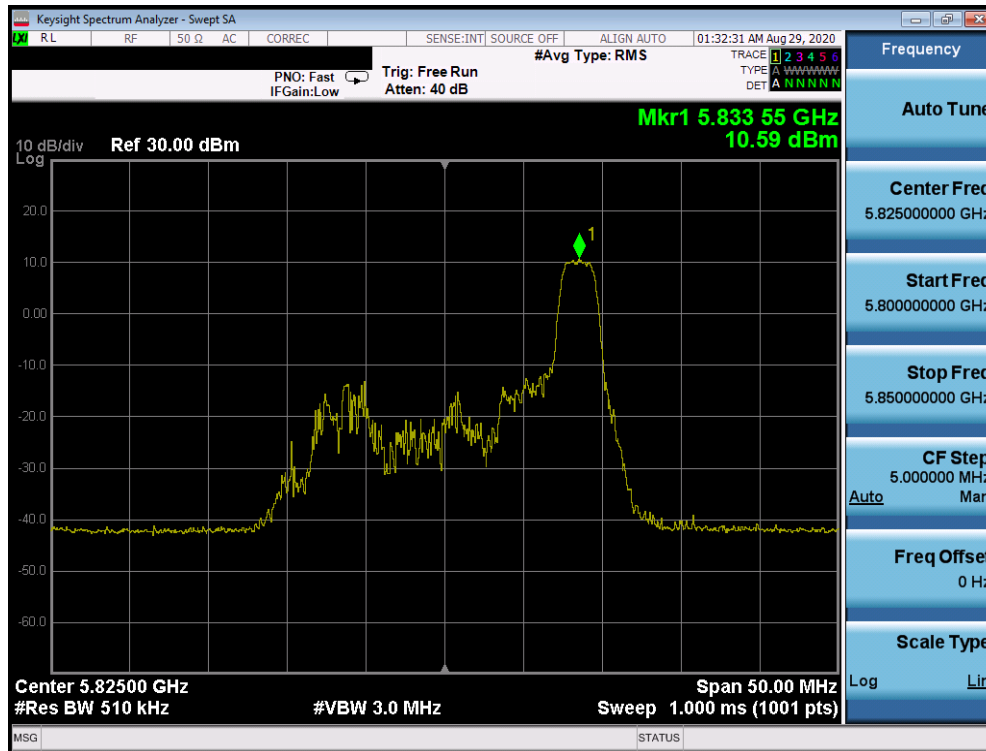 Keysight Spectrum Analyzer - Swept SA
LXI RL RF 50 Ω AC CORREC SENSE:INT SOURCE OFF ALIGN AUTO 01:32:31 AM Aug 29, 2020
#Avg Type: RMS
TRACE 1 2 3 4 5 6
PNO: Fast Trig: Free Run
TYPE A WWWWW
IFGain:Low Atten: 40 dB
DET A N N N N N
Mkr1 5.833 55 GHz
10.59 dBm
10 dB/div Ref 30.00 dBm
Log
20.0
1
10.0
0.00
-10.0
-20.0
-30.0
-40.0
-50.0
-60.0
Center 5.82500 GHz Span 50.00 MHz
#Res BW 510 kHz #VBW 3.0 MHz Sweep 1.000 ms (1001 pts)
MSG STATUS
Frequency
Auto Tune
Center Freq
5.825000000 GHz
Start Freq
5.800000000 GHz
Stop Freq
5.850000000 GHz
CF Step
5.000000 MHz
Auto Man
Freq Offset
0 Hz
Scale Type
Log Lin